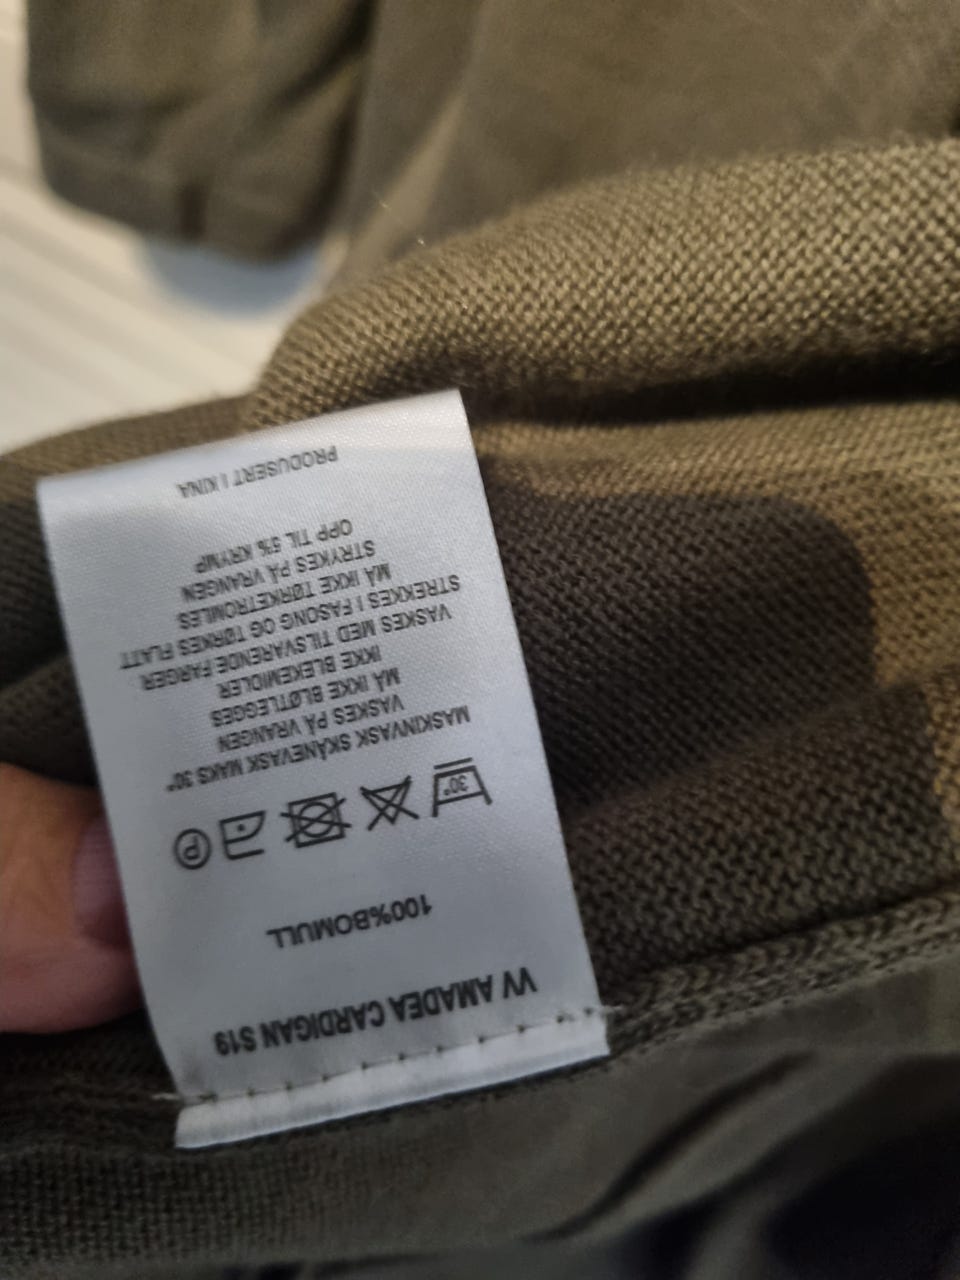 VV AMADEA CARDIGAN S19
100%BOMULL
30° P
MASKINVASK SKÅNEVASK MAKS 30°
VASKES PÅ VRANGEN
MÅ IKKE BLØTLEGGES
IKKE BLEKEMIDLER
VASKES MED TILSVARENDE FARGER
STREKKES I FASONG OG TØRKES FLATT
MÅ IKKE TØRKETROMLES
STRYKES PÅ VRANGEN
OPP TIL 5% KRYMP
PRODUSERT I KINA